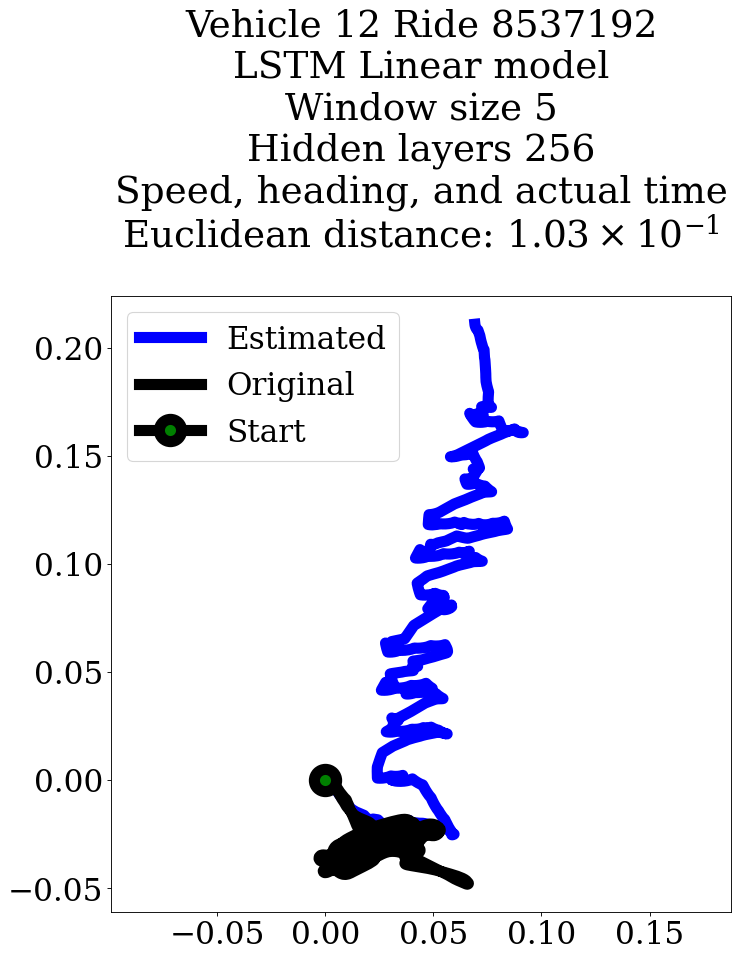 Vehicle 12 Ride 8537192
LSTM Linear model
Window size 5
Hidden layers 256
Speed, heading, and actual time
Euclidean distance: 1.03 × 10⁻¹
Estimated
Original
Start
0.20
0.15
0.10
0.05
0.00
−0.05
−0.05 0.00 0.05 0.10 0.15